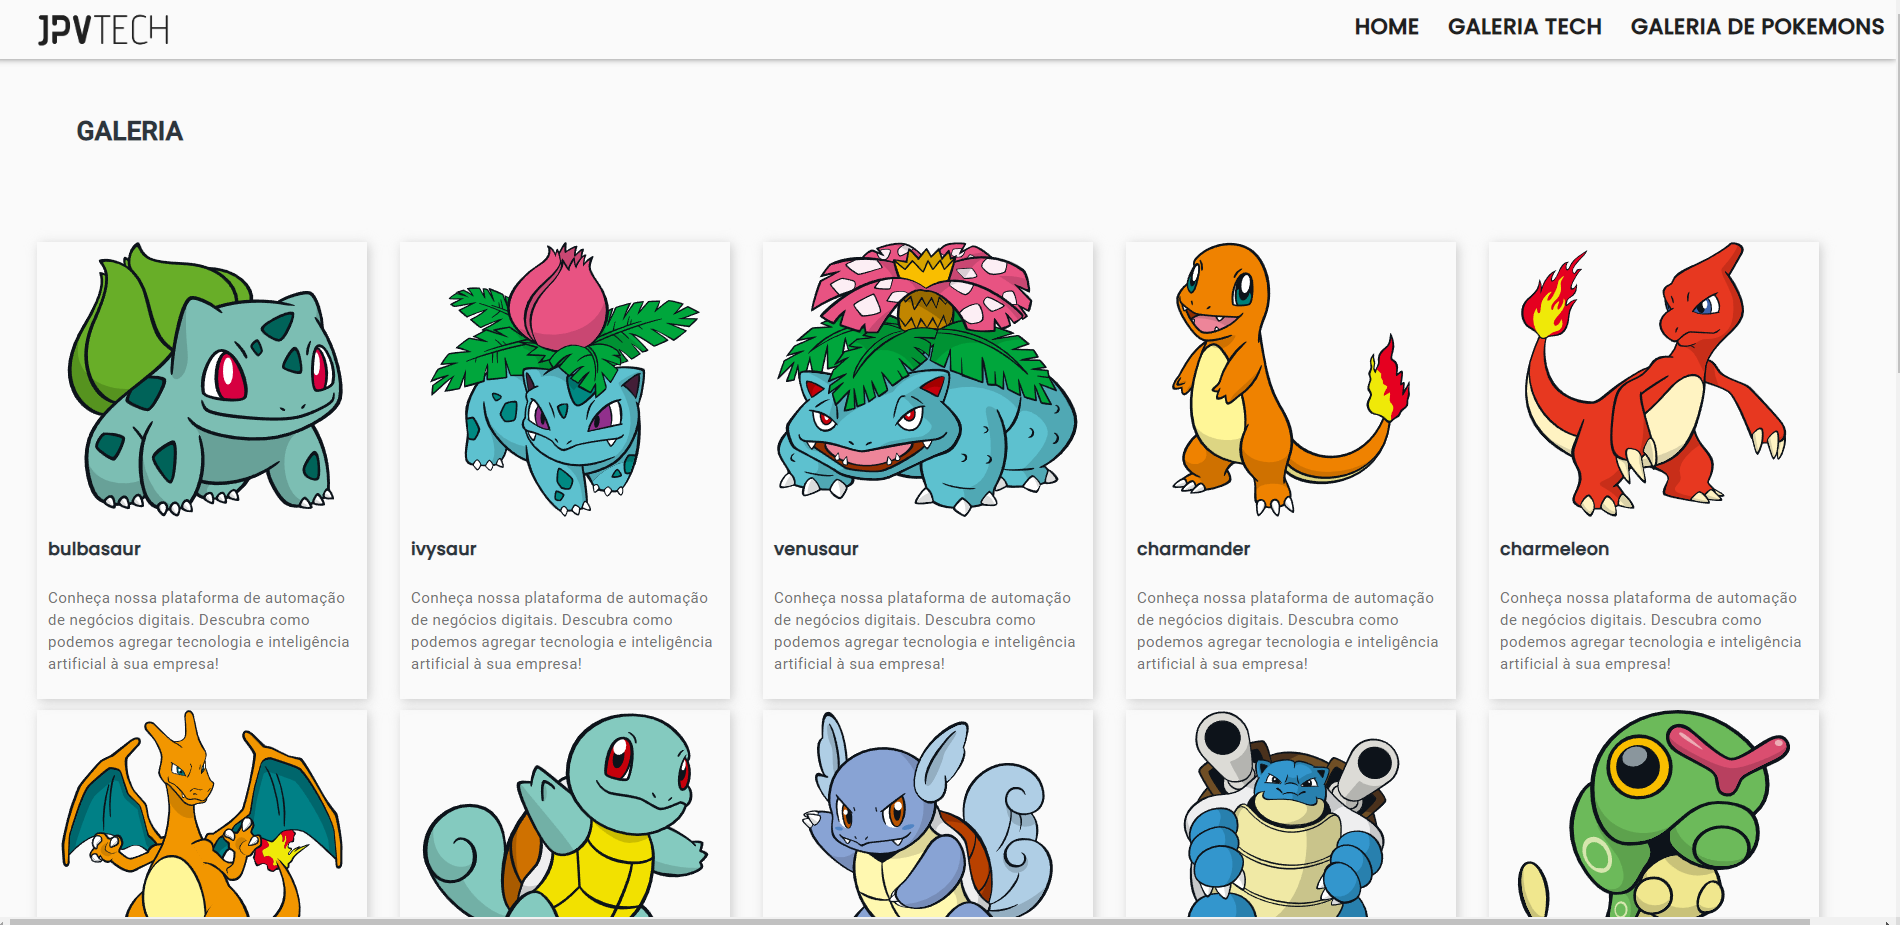 JPVTECH
HOME GALERIA TECH GALERIA DE POKEMONS
GALERIA
bulbasaur
Conheça nossa plataforma de automação
de negócios digitais. Descubra como
podemos agregar tecnologia e inteligência
artificial à sua empresa!
ivysaur
Conheça nossa plataforma de automação
de negócios digitais. Descubra como
podemos agregar tecnologia e inteligência
artificial à sua empresa!
venusaur
Conheça nossa plataforma de automação
de negócios digitais. Descubra como
podemos agregar tecnologia e inteligência
artificial à sua empresa!
charmander
Conheça nossa plataforma de automação
de negócios digitais. Descubra como
podemos agregar tecnologia e inteligência
artificial à sua empresa!
charmeleon
Conheça nossa plataforma de automação
de negócios digitais. Descubra como
podemos agregar tecnologia e inteligência
artificial à sua empresa!